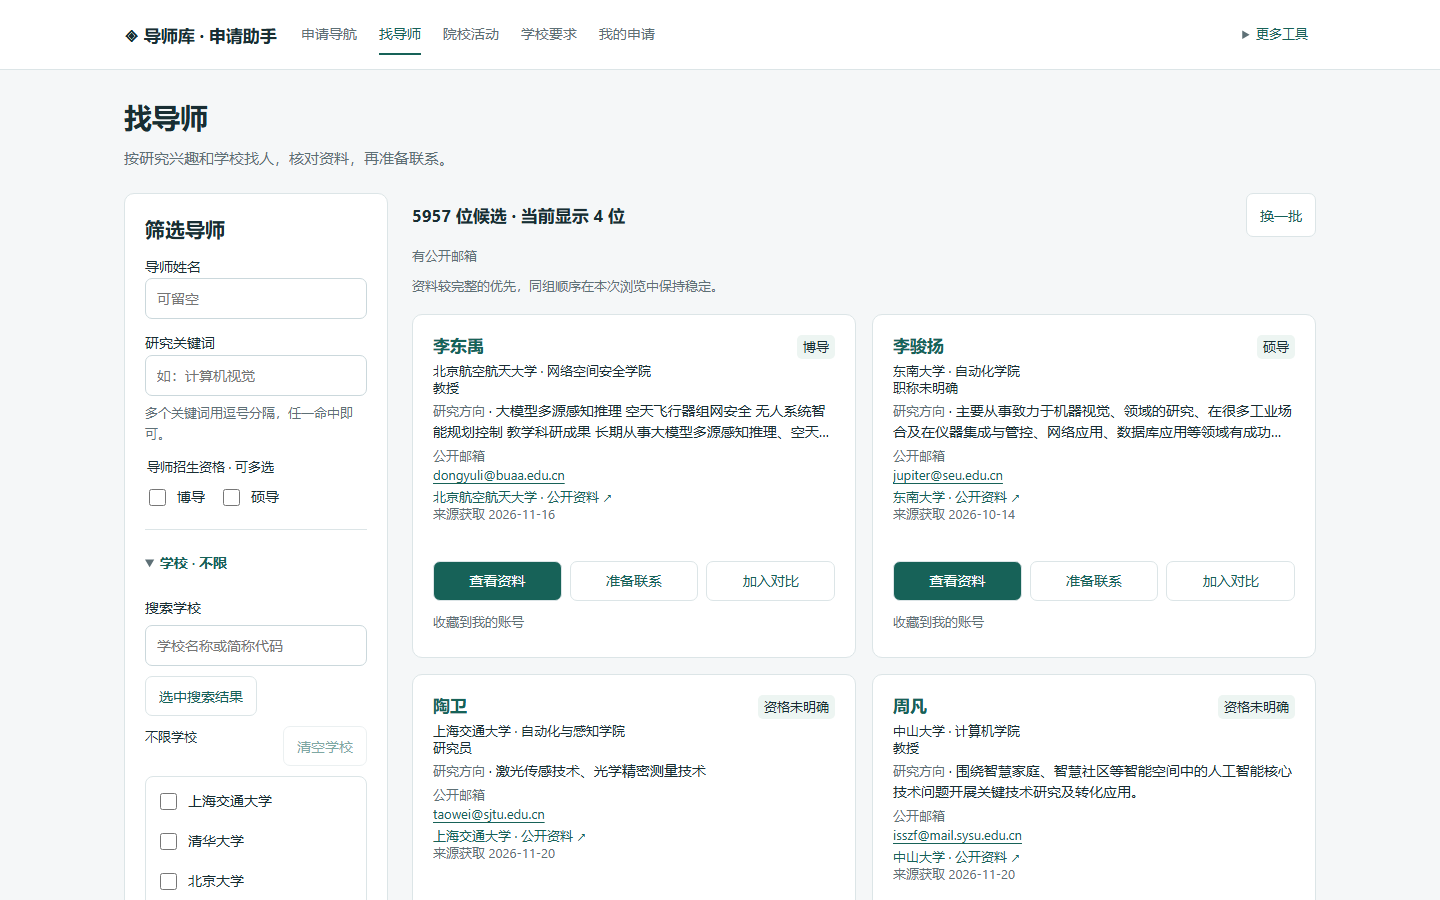 ◈ 导师库 · 申请助手
申请导航
找导师
院校活动
学校要求
我的申请
▶ 更多工具
找导师
按研究兴趣和学校找人，核对资料，再准备联系。
筛选导师
导师姓名
可留空
研究关键词
如：计算机视觉
多个关键词用逗号分隔，任一命中即
可。
导师招生资格 · 可多选
博导
硕导
▼ 学校 · 不限
搜索学校
学校名称或简称代码
选中搜索结果
不限学校
清空学校
上海交通大学
清华大学
北京大学
5957 位候选 · 当前显示 4 位
换一批
有公开邮箱
资料较完整的优先，同组顺序在本次浏览中保持稳定。
李东禹
博导
北京航空航天大学 · 网络空间安全学院
教授
研究方向 · 大模型多源感知推理 空天飞行器组网安全 无人系统智
能规划控制 教学科研成果 长期从事大模型多源感知推理、空天...
公开邮箱
dongyuli@buaa.edu.cn
北京航空航天大学 · 公开资料 ↗
来源获取 2026-11-16
查看资料
准备联系
加入对比
收藏到我的账号
李骏扬
硕导
东南大学 · 自动化学院
职称未明确
研究方向 · 主要从事致力于机器视觉、领域的研究、在很多工业场
合及在仪器集成与管控、网络应用、数据库应用等领域有成功...
公开邮箱
jupiter@seu.edu.cn
东南大学 · 公开资料 ↗
来源获取 2026-10-14
查看资料
准备联系
加入对比
收藏到我的账号
陶卫
资格未明确
上海交通大学 · 自动化与感知学院
研究员
研究方向 · 激光传感技术、光学精密测量技术
公开邮箱
taowei@sjtu.edu.cn
上海交通大学 · 公开资料 ↗
来源获取 2026-11-20
周凡
资格未明确
中山大学 · 计算机学院
教授
研究方向 · 围绕智慧家庭、智慧社区等智能空间中的人工智能核心
技术问题开展关键技术研究及转化应用。
公开邮箱
isszf@mail.sysu.edu.cn
中山大学 · 公开资料 ↗
来源获取 2026-11-20